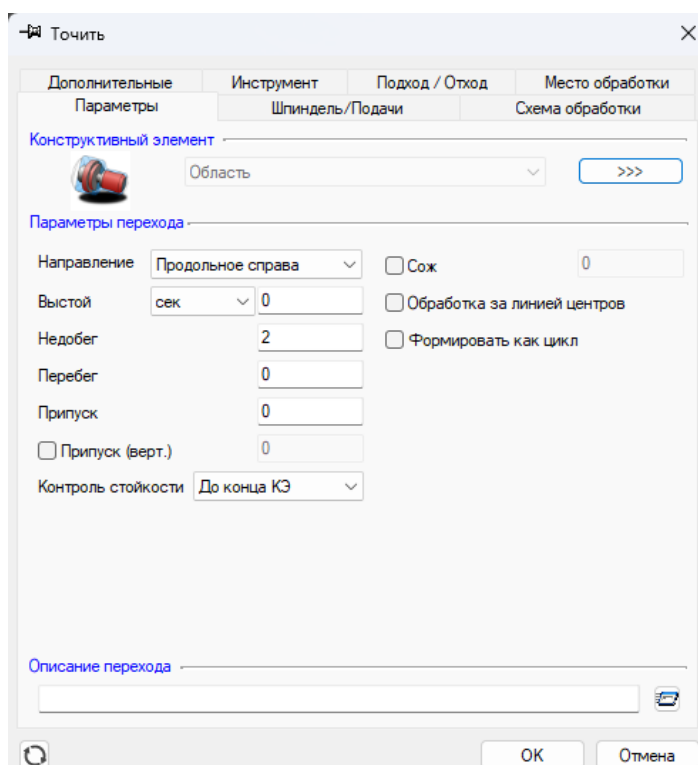 Точить
Дополнительные Инструмент Подход / Отход Место обработки
Параметры Шпиндель/Подачи Схема обработки
Конструктивный элемент
Область >>>
Параметры перехода
Направление Продольное справа Сож 0
Выстой сек 0 Обработка за линией центров
Недобег 2 Формировать как цикл
Перебег 0
Припуск 0
Припуск (верт.) 0
Контроль стойкости До конца КЭ
Описание перехода
OK Отмена